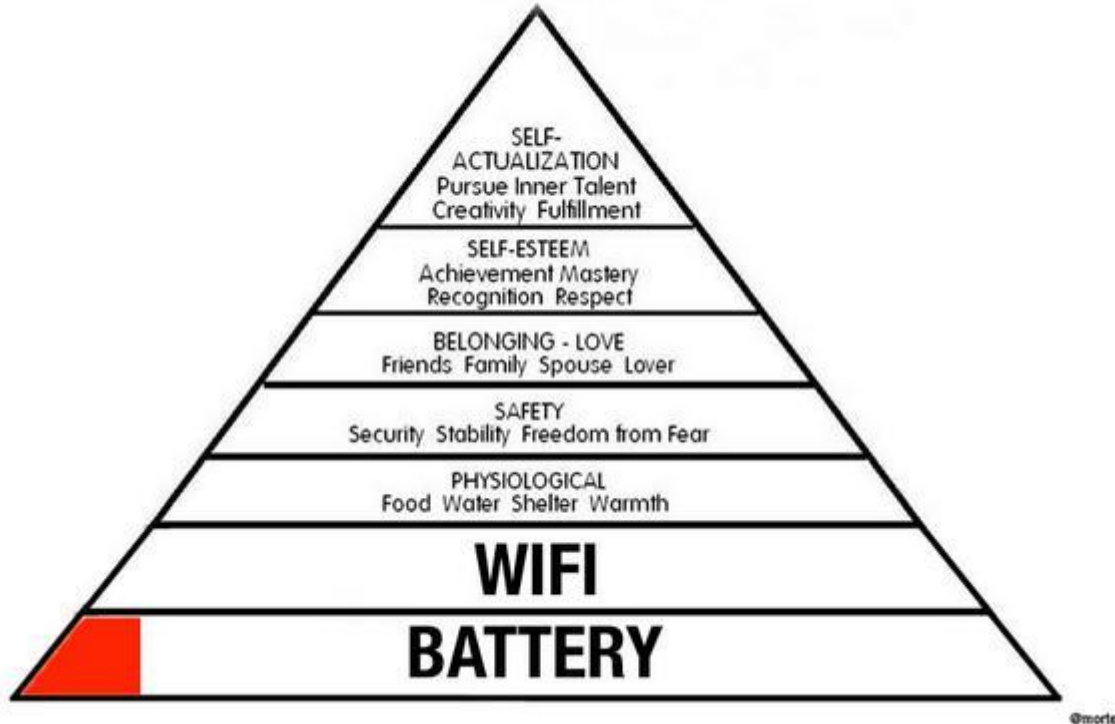 SELF-
ACTUALIZATION
Pursue Inner Talent
Creativity Fulfillment
SELF-ESTEEM
Achievement Mastery
Recognition Respect
BELONGING - LOVE
Friends Family Spouse Lover
SAFETY
Security Stability Freedom from Fear
PHYSIOLOGICAL
Food Water Shelter Warmth
WIFI
BATTERY